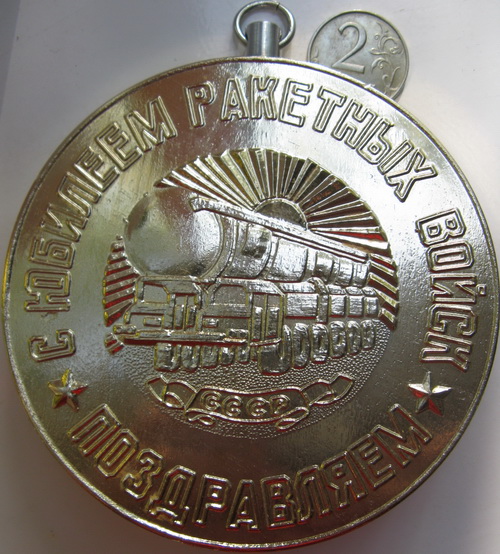 С ЮБИЛЕЕМ РАКЕТНЫХ ВОЙСК
ПОЗДРАВЛЯЕМ
СССР
2